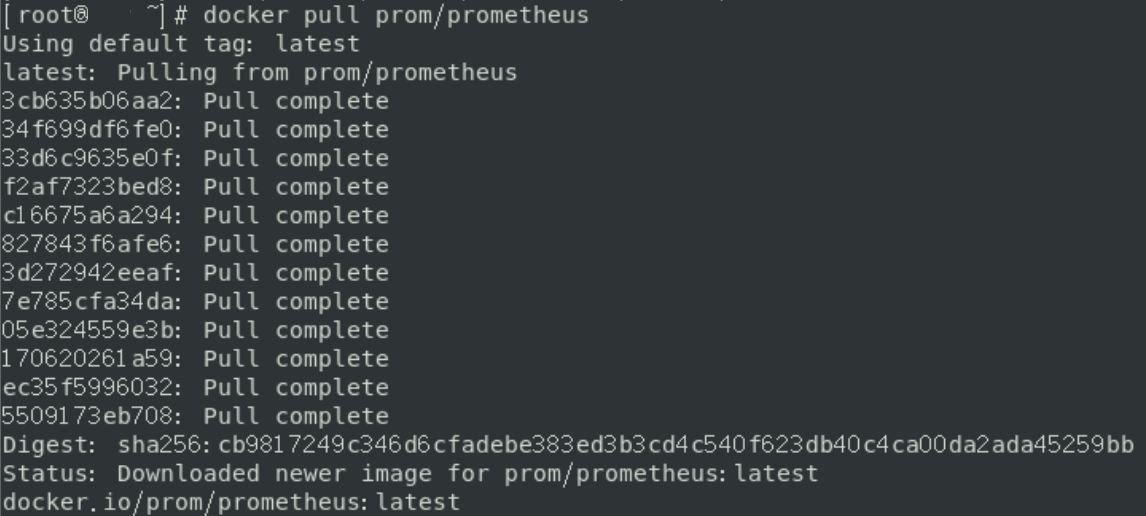 [root@ ~]# docker pull prom/prometheus
Using default tag: latest
latest: Pulling from prom/prometheus
3cb635b06aa2: Pull complete
34f699df6fe0: Pull complete
33d6c9635e0f: Pull complete
f2af7323bed8: Pull complete
c16675a6a294: Pull complete
827843f6afe6: Pull complete
3d272942eeaf: Pull complete
7e785cfa34da: Pull complete
05e324559e3b: Pull complete
170620261a59: Pull complete
ec35f5996032: Pull complete
5509173eb708: Pull complete
Digest: sha256:cb9817249c346d6cfadebe383ed3b3cd4c540f623db40c4ca00da2ada45259bb
Status: Downloaded newer image for prom/prometheus:latest
docker.io/prom/prometheus:latest